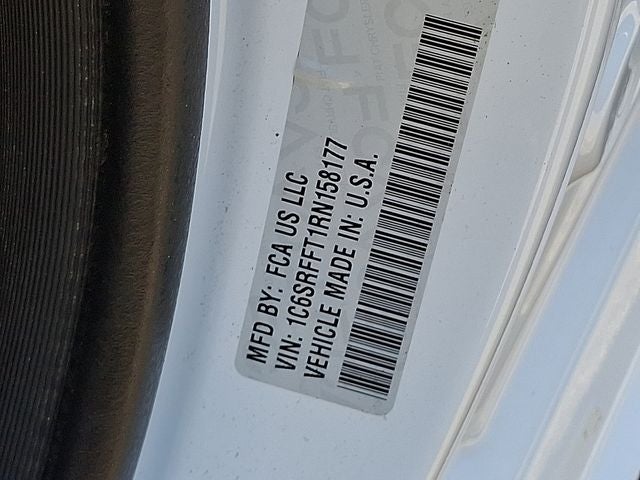 MFD BY: FCA US LLC
VIN: 1C6SRFFT1RN158177
VEHICLE MADE IN: U.S.A.